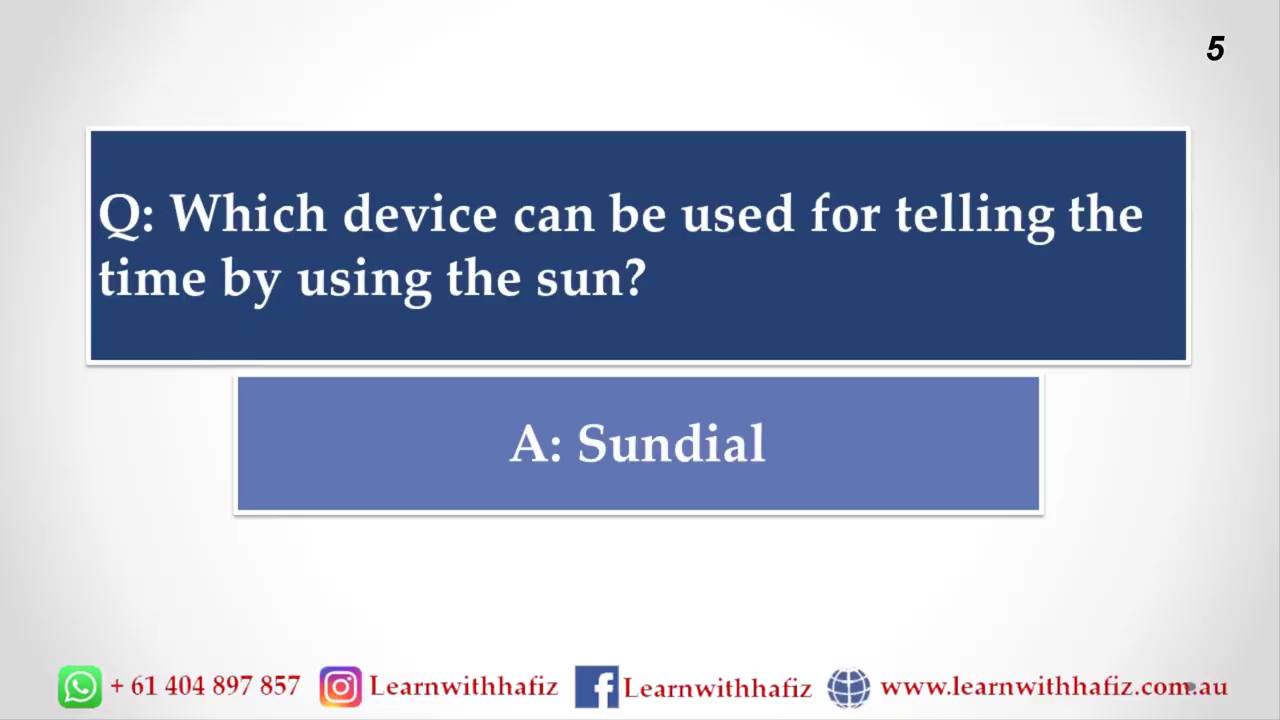 5
Q: Which device can be used for telling the
time by using the sun?
A: Sundial
+ 61 404 897 857 Learnwithhafiz Learnwithhafiz www.learnwithhafiz.com.au